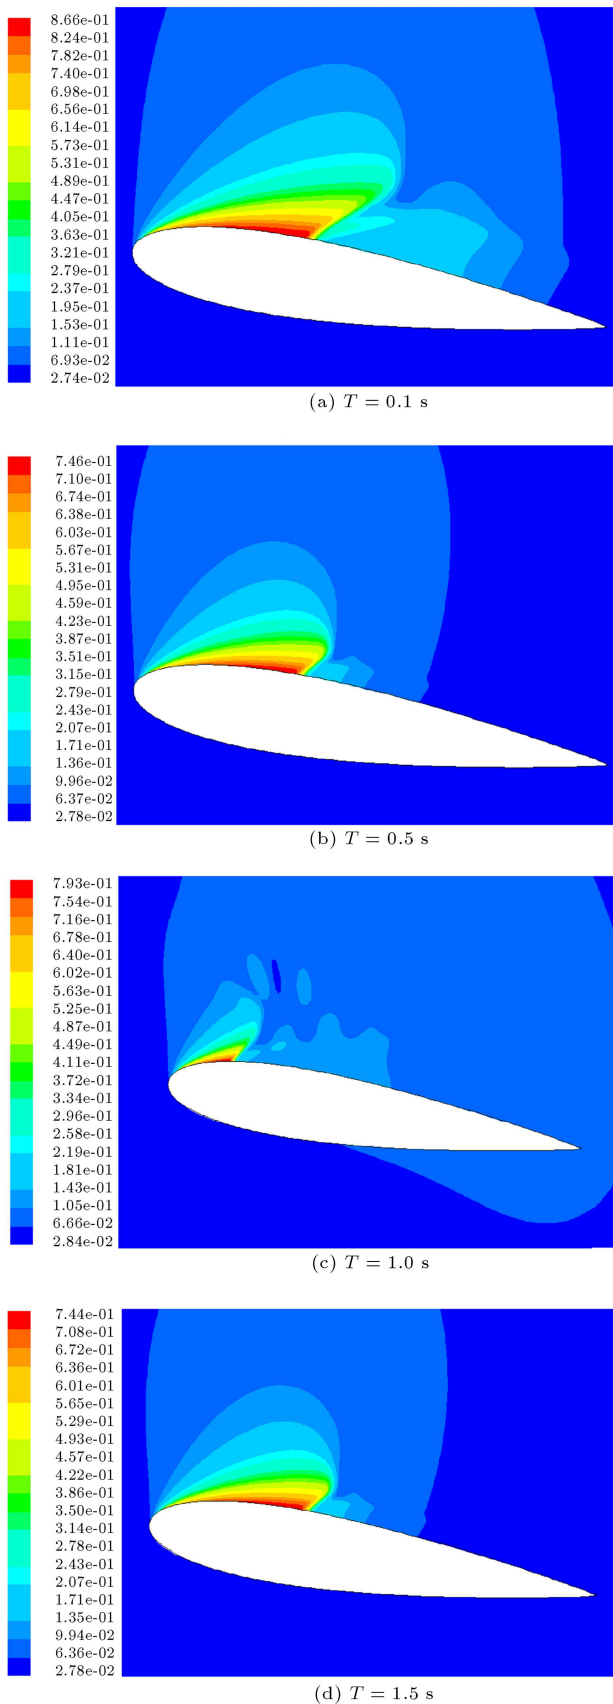 8.66e-01
8.24e-01
7.82e-01
7.40e-01
6.98e-01
6.56e-01
6.14e-01
5.73e-01
5.31e-01
4.89e-01
4.47e-01
4.05e-01
3.63e-01
3.21e-01
2.79e-01
2.37e-01
1.95e-01
1.53e-01
1.11e-01
6.93e-02
2.74e-02
(a) T = 0.1 s
7.46e-01
7.10e-01
6.74e-01
6.38e-01
6.03e-01
5.67e-01
5.31e-01
4.95e-01
4.59e-01
4.23e-01
3.87e-01
3.51e-01
3.15e-01
2.79e-01
2.43e-01
2.07e-01
1.71e-01
1.36e-01
9.96e-02
6.37e-02
2.78e-02
(b) T = 0.5 s
7.93e-01
7.54e-01
7.16e-01
6.78e-01
6.40e-01
6.02e-01
5.63e-01
5.25e-01
4.87e-01
4.49e-01
4.11e-01
3.72e-01
3.34e-01
2.96e-01
2.58e-01
2.19e-01
1.81e-01
1.43e-01
1.05e-01
6.66e-02
2.84e-02
(c) T = 1.0 s
7.44e-01
7.08e-01
6.72e-01
6.36e-01
6.01e-01
5.65e-01
5.29e-01
4.93e-01
4.57e-01
4.22e-01
3.86e-01
3.50e-01
3.14e-01
2.78e-01
2.43e-01
2.07e-01
1.71e-01
1.35e-01
9.94e-02
6.36e-02
2.78e-02
(d) T = 1.5 s